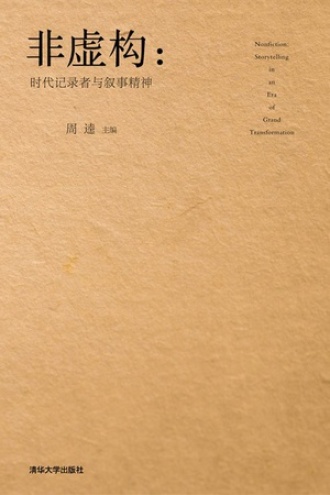 非虚构：
时代记录者与叙事精神
周逵 主编
Nonfiction:
Storytelling
in
an
Era
of
Grand
Transformation
清华大学出版社